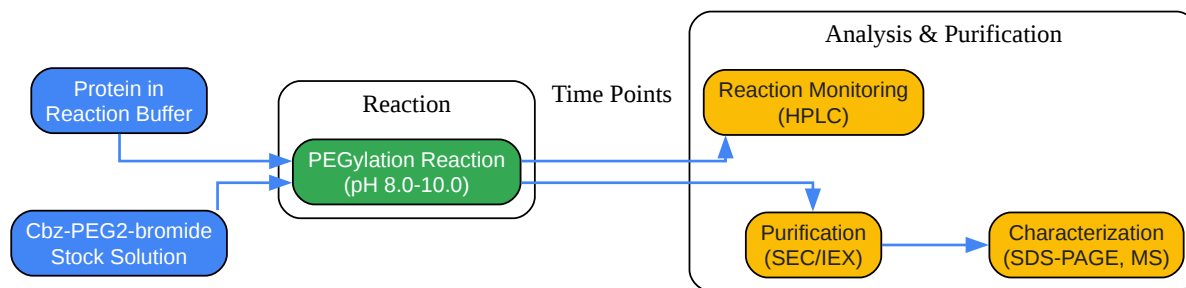 Analysis & Purification
Protein in
Reaction Buffer
Reaction
Time Points
Reaction Monitoring
(HPLC)
PEGylation Reaction
(pH 8.0-10.0)
Cbz-PEG2-bromide
Stock Solution
Purification
(SEC/IEX)
Characterization
(SDS-PAGE, MS)